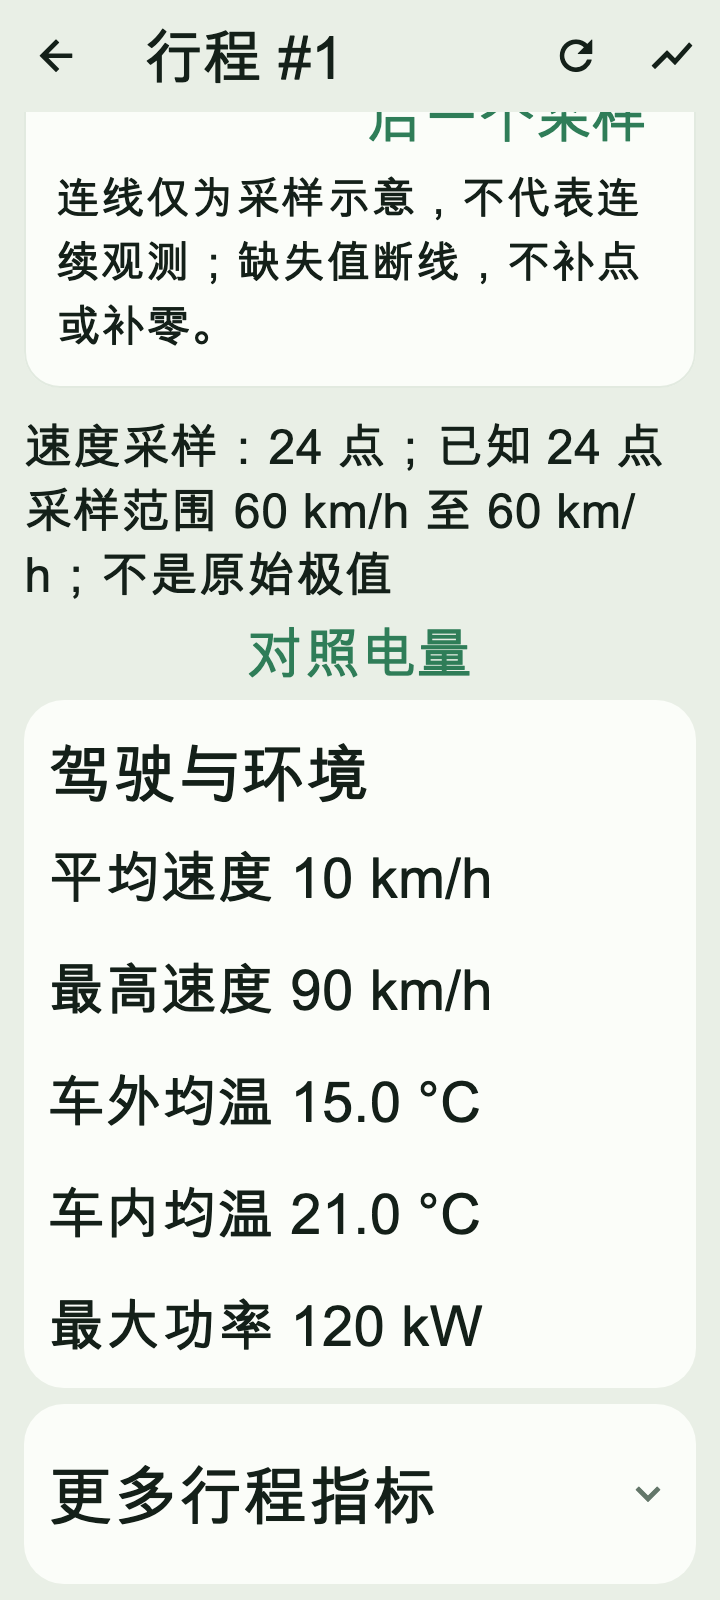 行程 #1
后一个采样
连线仅为采样示意，不代表连
续观测；缺失值断线，不补点
或补零。
速度采样：24 点；已知 24 点
采样范围 60 km/h 至 60 km/
h；不是原始极值
对照电量
驾驶与环境
平均速度 10 km/h
最高速度 90 km/h
车外均温 15.0 °C
车内均温 21.0 °C
最大功率 120 kW
更多行程指标